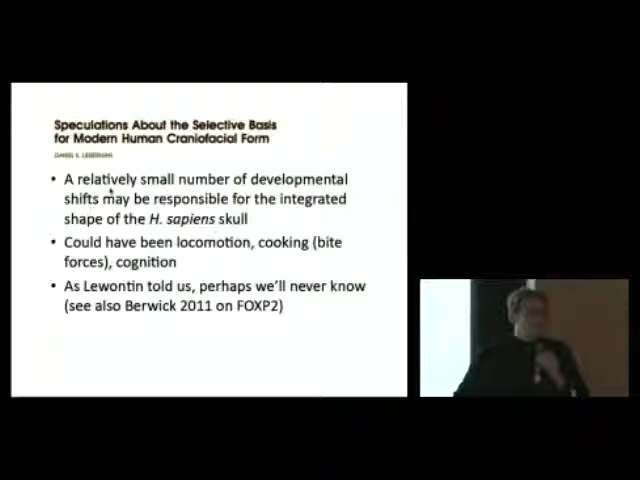 Speculations About the Selective Basis
for Modern Human Craniofacial Form
DANIEL E. LIEBERMAN
• A relatively small number of developmental
shifts may be responsible for the integrated
shape of the H. sapiens skull
• Could have been locomotion, cooking (bite
forces), cognition
• As Lewontin told us, perhaps we'll never know
(see also Berwick 2011 on FOXP2)